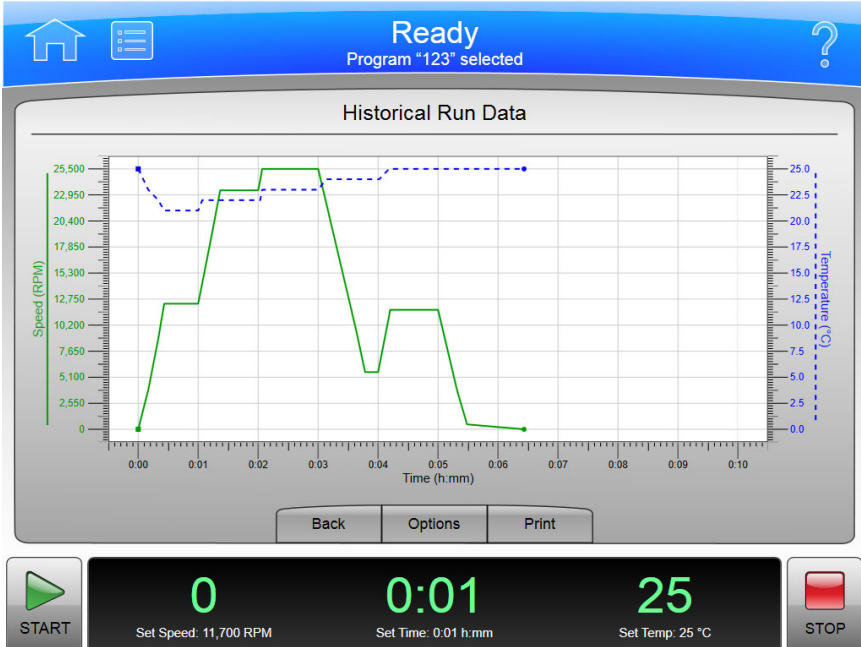 Ready
Program “123” selected
?
Historical Run Data
25,500
22,950
20,400
17,850
15,300
12,750
10,200
7,650
5,100
2,550
0
Speed (RPM)
25.0
22.5
20.0
17.5
15.0
12.5
10.0
7.5
5.0
2.5
0.0
Temperature (°C)
0:00 0:01 0:02 0:03 0:04 0:05 0:06 0:07 0:08 0:09 0:10
Time (h:mm)
Back Options Print
START
0 0:01 25
Set Speed: 11,700 RPM Set Time: 0:01 h:mm Set Temp: 25 °C
STOP